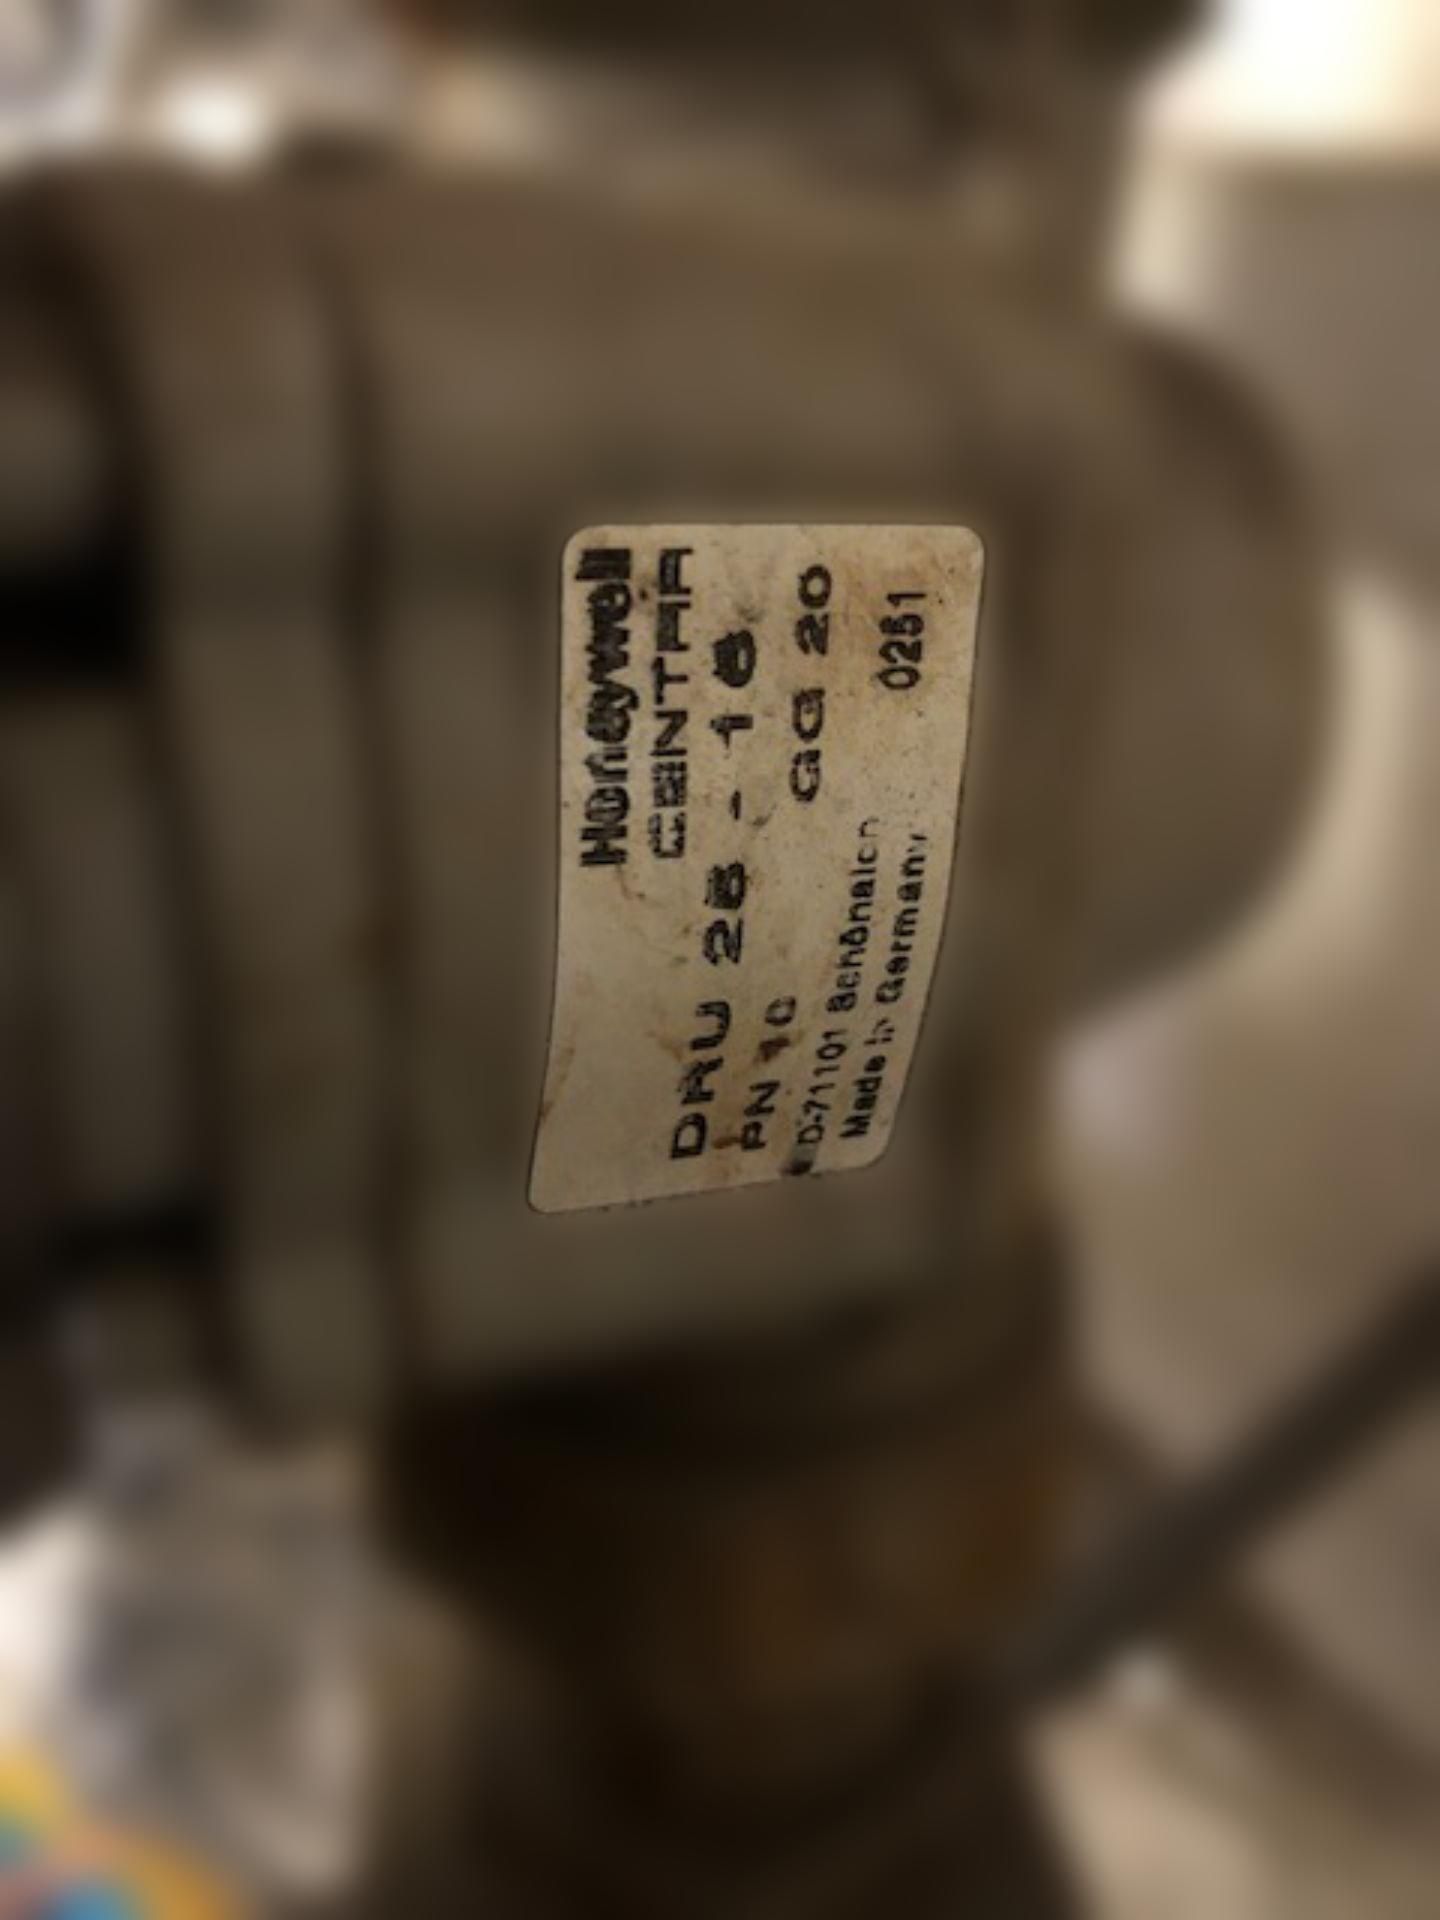 Honeywell
CENTRA
DRU 25 - 16
PN 10 GG 20
D-71101 Schönaich
Made in Germany 0251